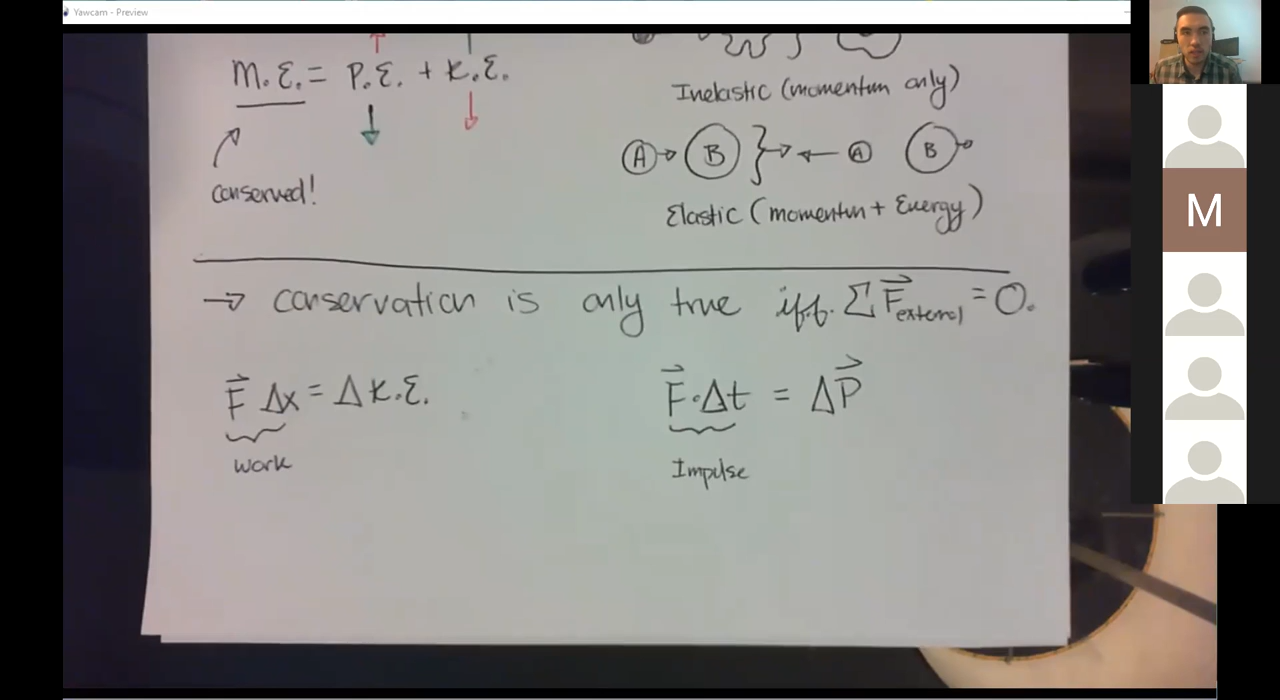 Yawcam - Preview
M.E. = P.E. + K.E.
conserved!
Inelastic (momentum only)
A B A B
Elastic (momentum + Energy)
→ conservation is only true iff. ΣF⃗external = 0.
F⃗ Δx = Δ K.E.
work
F⃗·Δt = ΔP⃗
Impulse
M